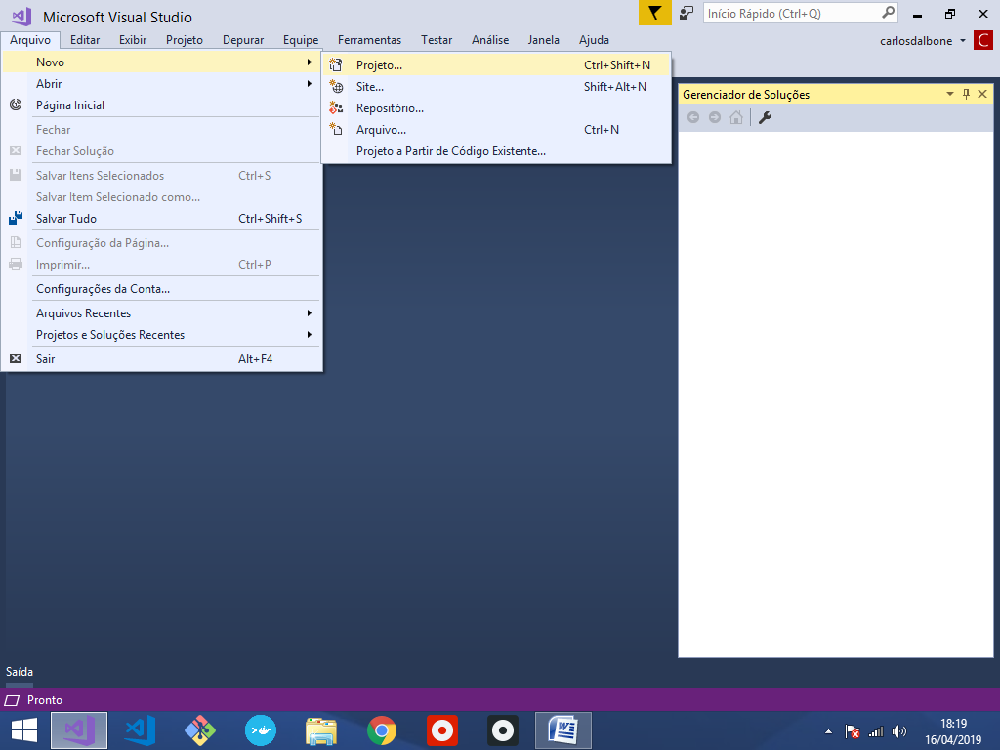 Microsoft Visual Studio
Início Rápido (Ctrl+Q)
Arquivo Editar Exibir Projeto Depurar Equipe Ferramentas Testar Análise Janela Ajuda carlosdalbone C
Novo
Abrir
Página Inicial
Fechar
Fechar Solução
Salvar Itens Selecionados Ctrl+S
Salvar Item Selecionado como...
Salvar Tudo Ctrl+Shift+S
Configuração da Página...
Imprimir... Ctrl+P
Configurações da Conta...
Arquivos Recentes
Projetos e Soluções Recentes
Sair Alt+F4
Projeto... Ctrl+Shift+N
Site... Shift+Alt+N
Repositório...
Arquivo... Ctrl+N
Projeto a Partir de Código Existente...
Gerenciador de Soluções
Saída
Pronto
W
18:19
16/04/2019